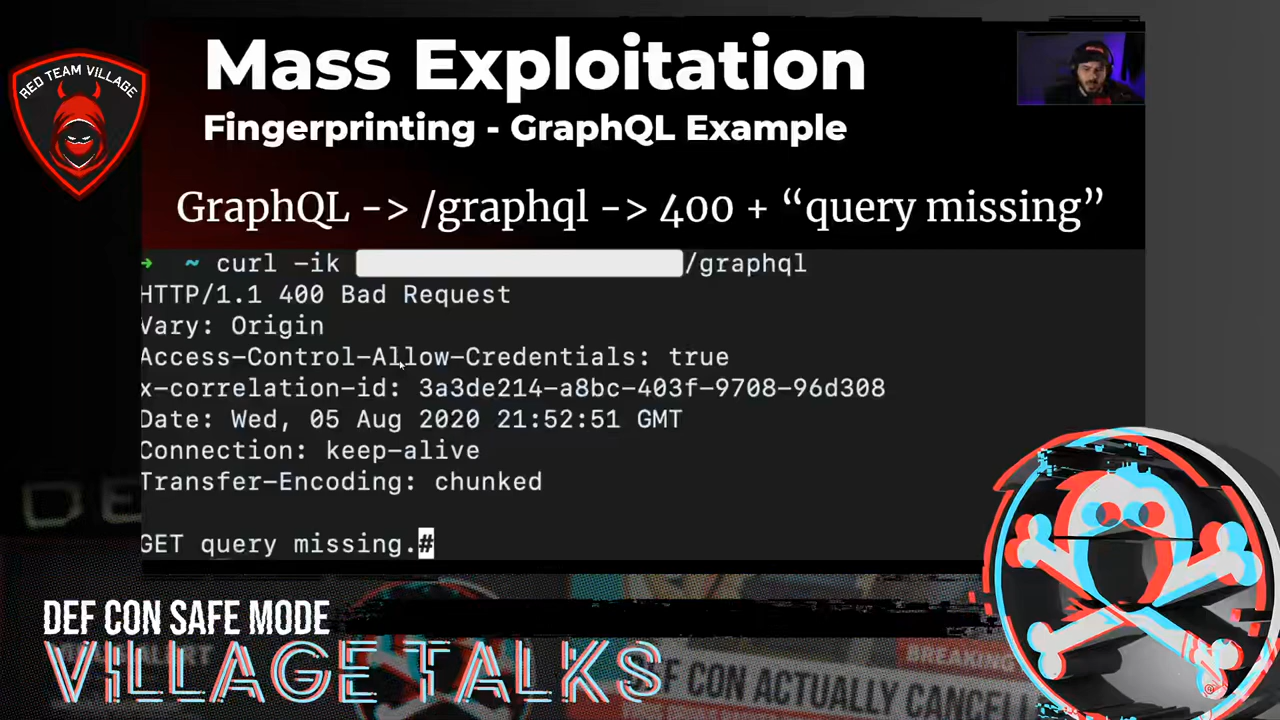 RED TEAM VILLAGE
Mass Exploitation
Fingerprinting - GraphQL Example
GraphQL -> /graphql -> 400 + “query missing”
➜ ~ curl -ik /graphql
HTTP/1.1 400 Bad Request
Vary: Origin
Access-Control-Allow-Credentials: true
x-correlation-id: 3a3de214-a8bc-403f-9708-96d308
Date: Wed, 05 Aug 2020 21:52:51 GMT
Connection: keep-alive
Transfer-Encoding: chunked
GET query missing.#
DEF CON SAFE MODE
VILLAGE TALKS
BREAKING
DEF CON ACTUALLY CANCELL